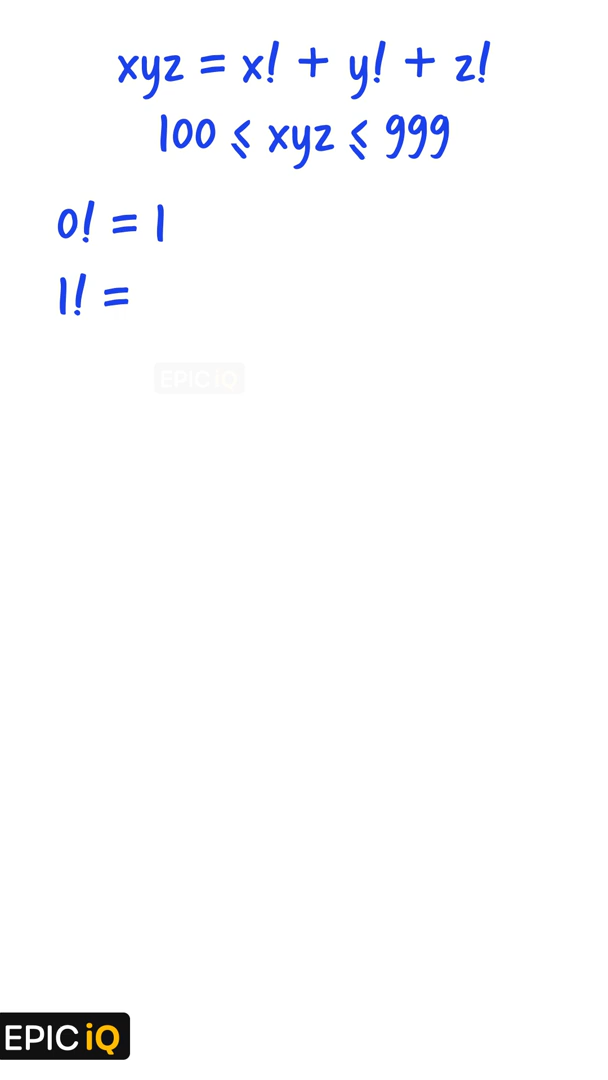 xyz = x! + y! + z!
100 ⩽ xyz ⩽ 999
0! = 1
1! =
EPIC iQ
EPIC iQ